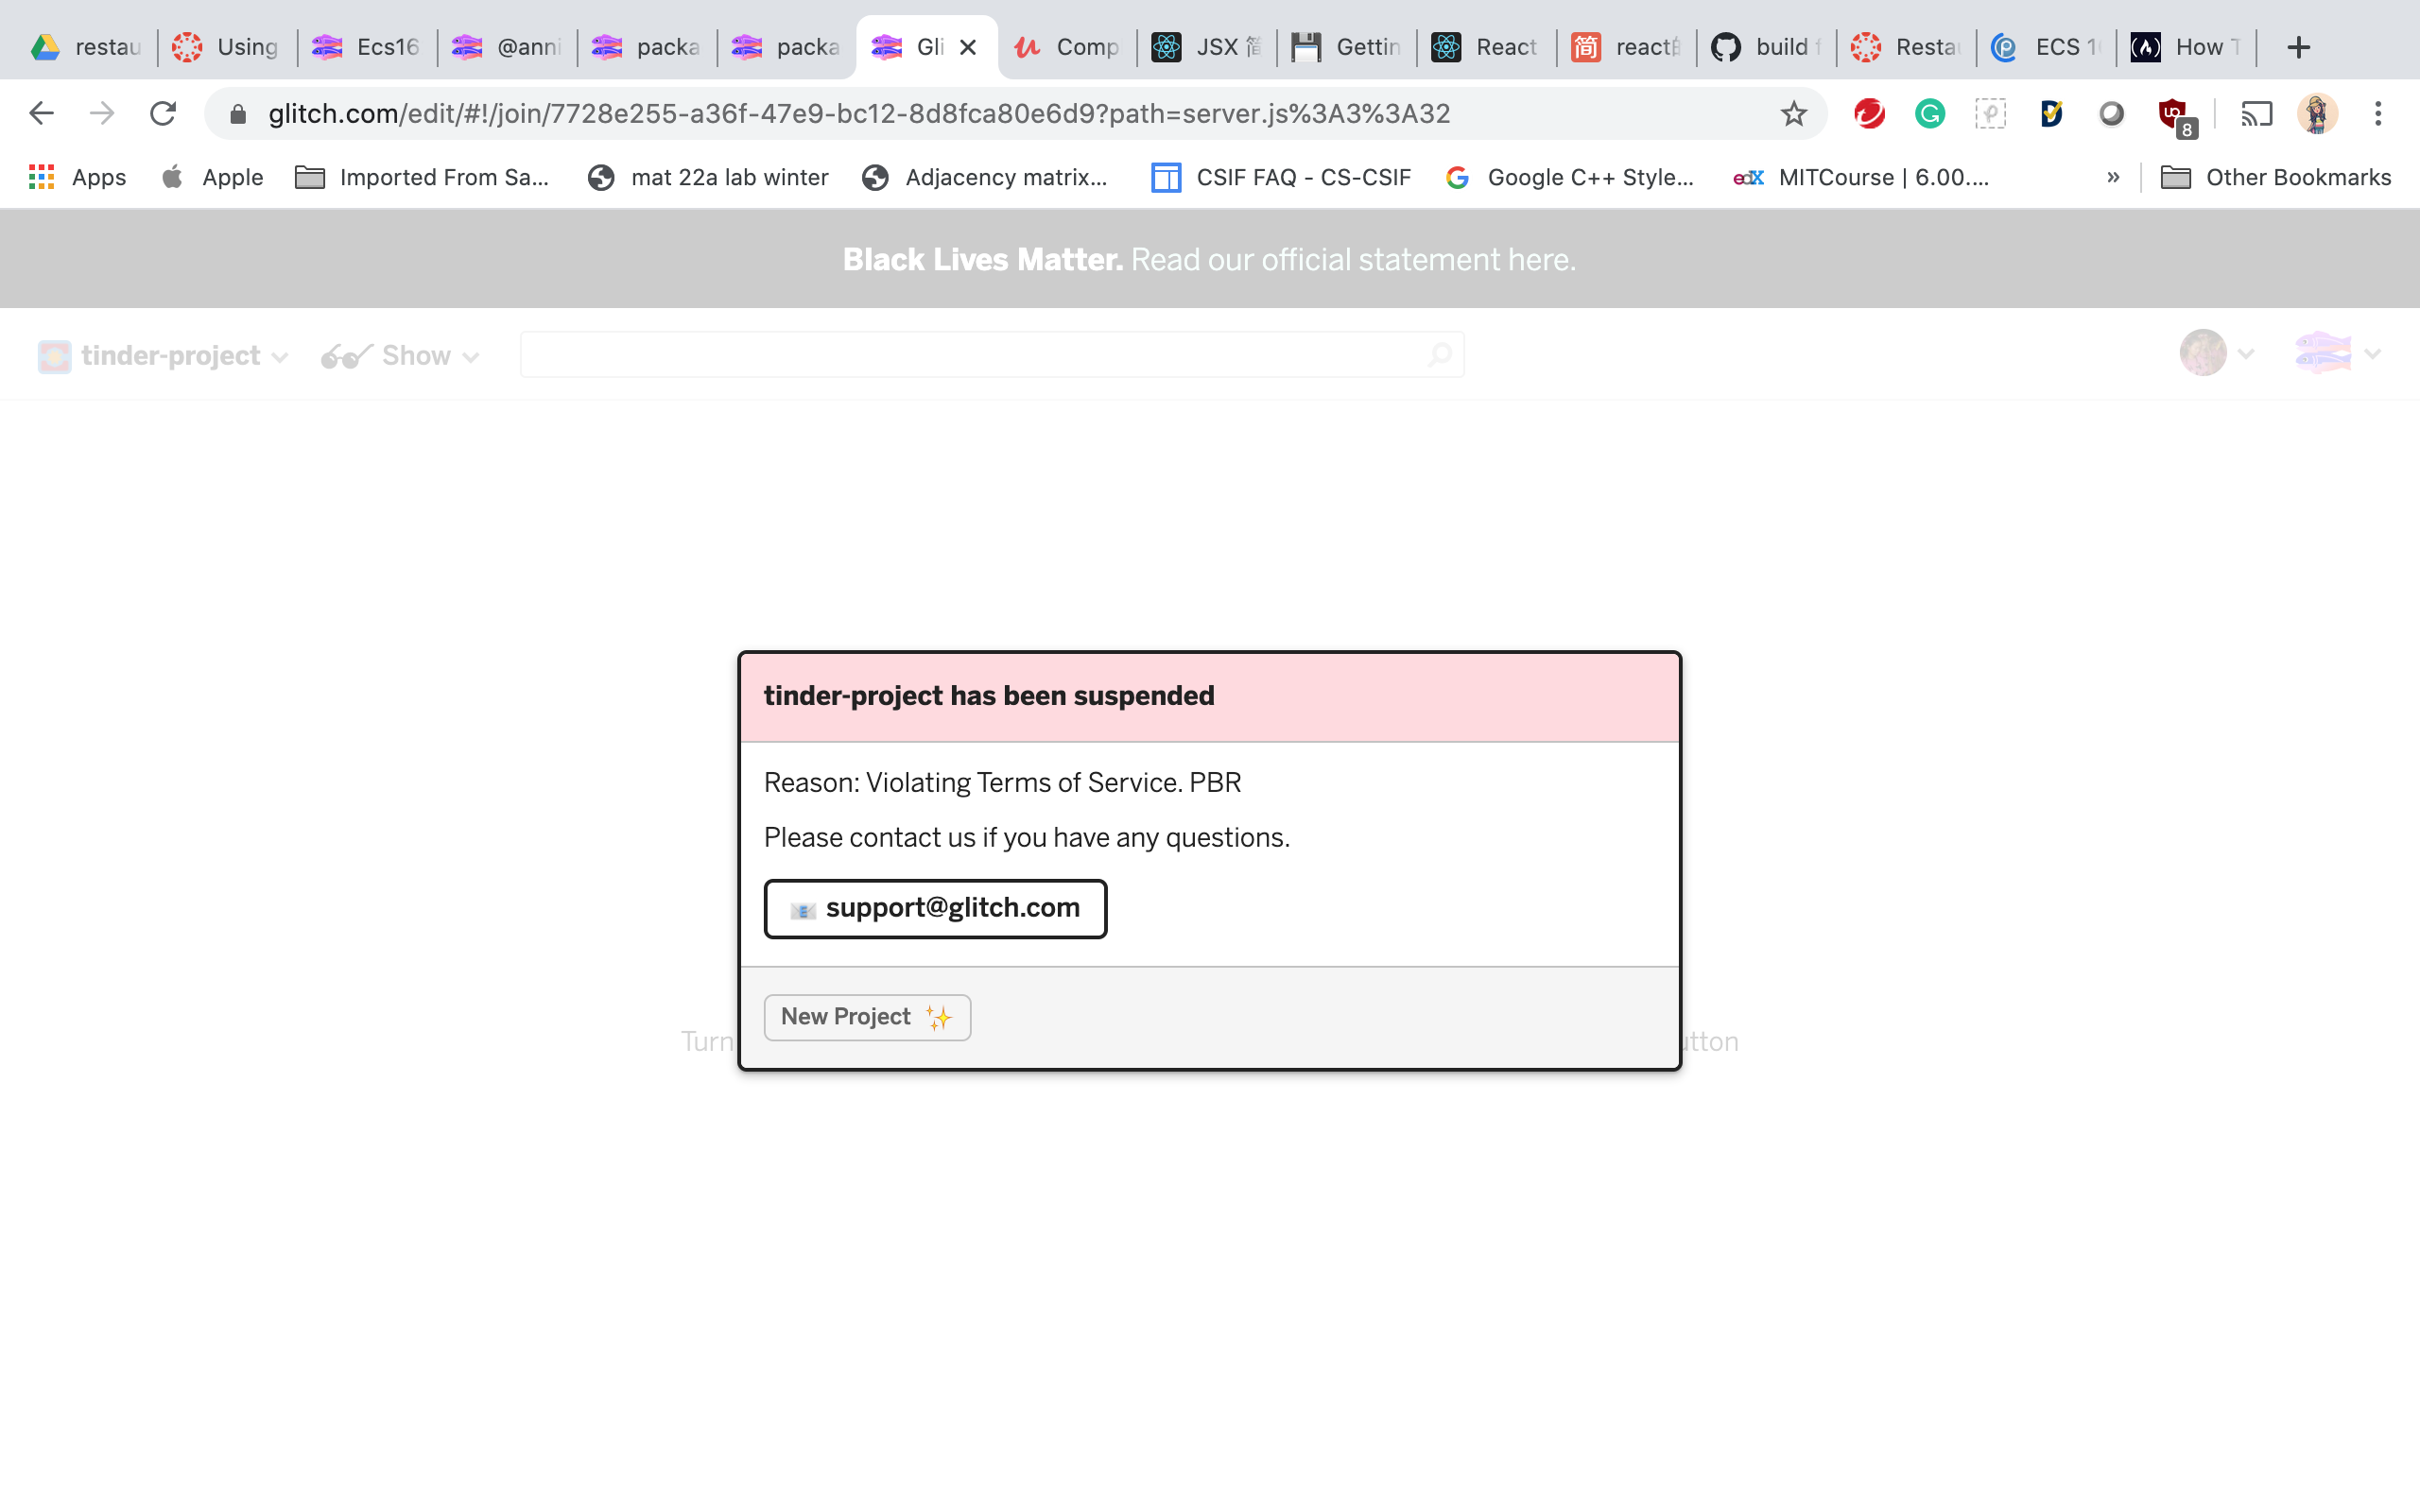 restau
Using
Ecs16
@anni
packa
packa
Gli
Comp
JSX 简
Gettin
React
简
react
build f
Restau
ECS 1
How T
glitch.com/edit/#!/join/7728e255-a36f-47e9-bc12-8d8fca80e6d9?path=server.js%3A3%3A32
8
Apps
Apple
Imported From Sa...
mat 22a lab winter
Adjacency matrix...
CSIF FAQ - CS-CSIF
Google C++ Style...
edX
MITCourse | 6.00....
»
Other Bookmarks
Black Lives Matter. Read our official statement here.
tinder-project
Show
tinder-project has been suspended
Reason: Violating Terms of Service. PBR
Please contact us if you have any questions.
support@glitch.com
New Project
Turn
utton